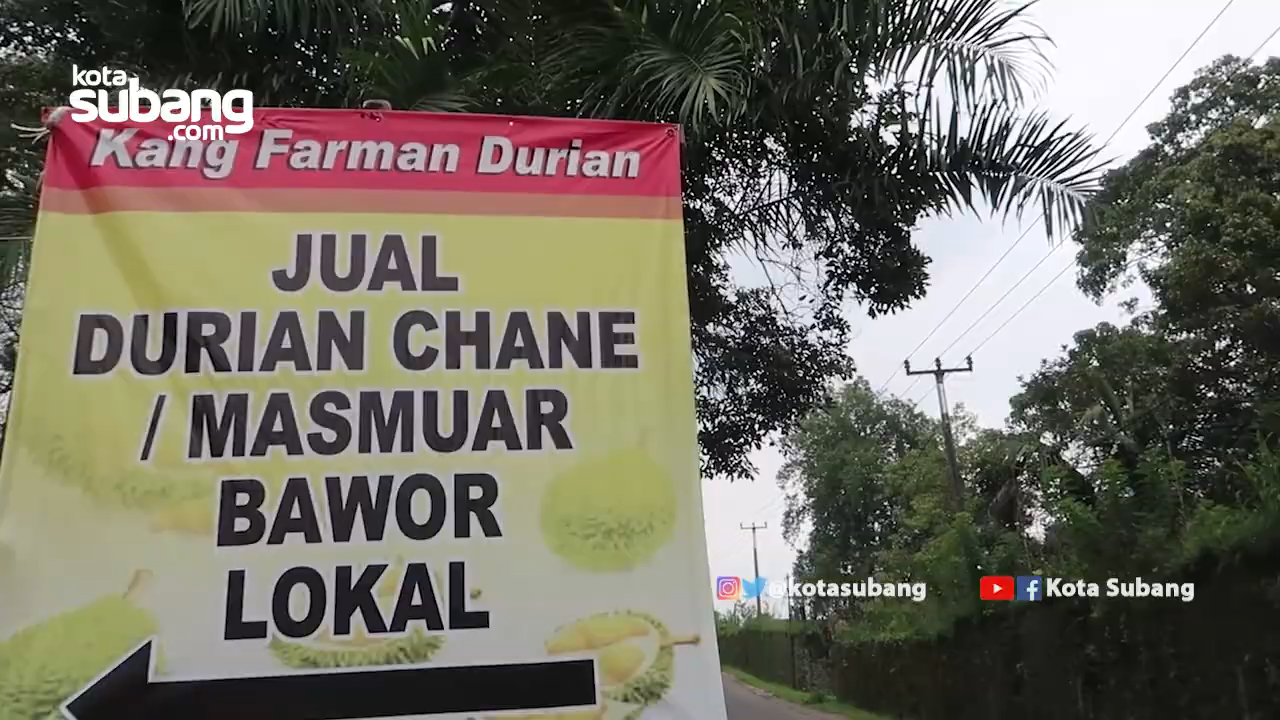 kota
subang
.com
Kang Farman Durian
JUAL
DURIAN CHANE
/ MASMUAR
BAWOR
LOKAL
@kotasubang
Kota Subang